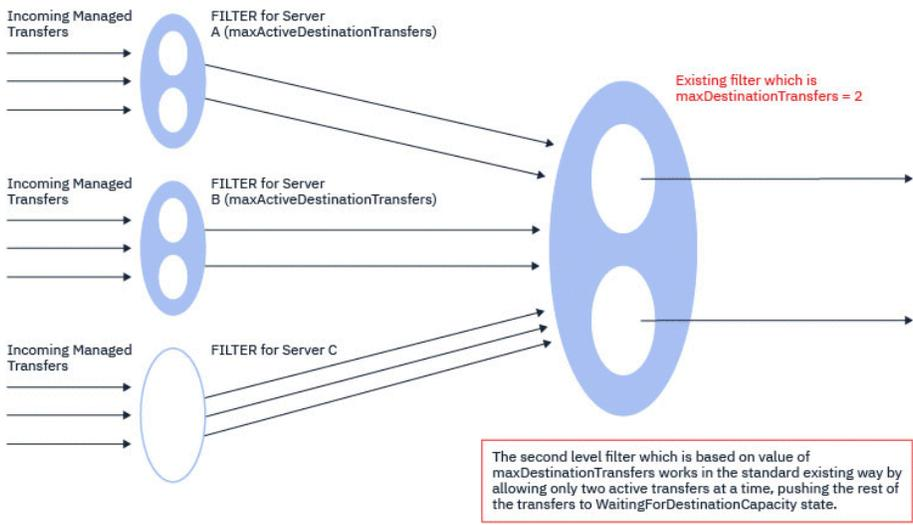 Incoming Managed
Transfers
FILTER for Server
A (maxActiveDestinationTransfers)
Existing filter which is
maxDestinationTransfers = 2
Incoming Managed
Transfers
FILTER for Server
B (maxActiveDestinationTransfers)
Incoming Managed
Transfers
FILTER for Server C
The second level filter which is based on value of
maxDestinationTransfers works in the standard existing way by
allowing only two active transfers at a time, pushing the rest of
the transfers to WaitingForDestinationCapacity state.